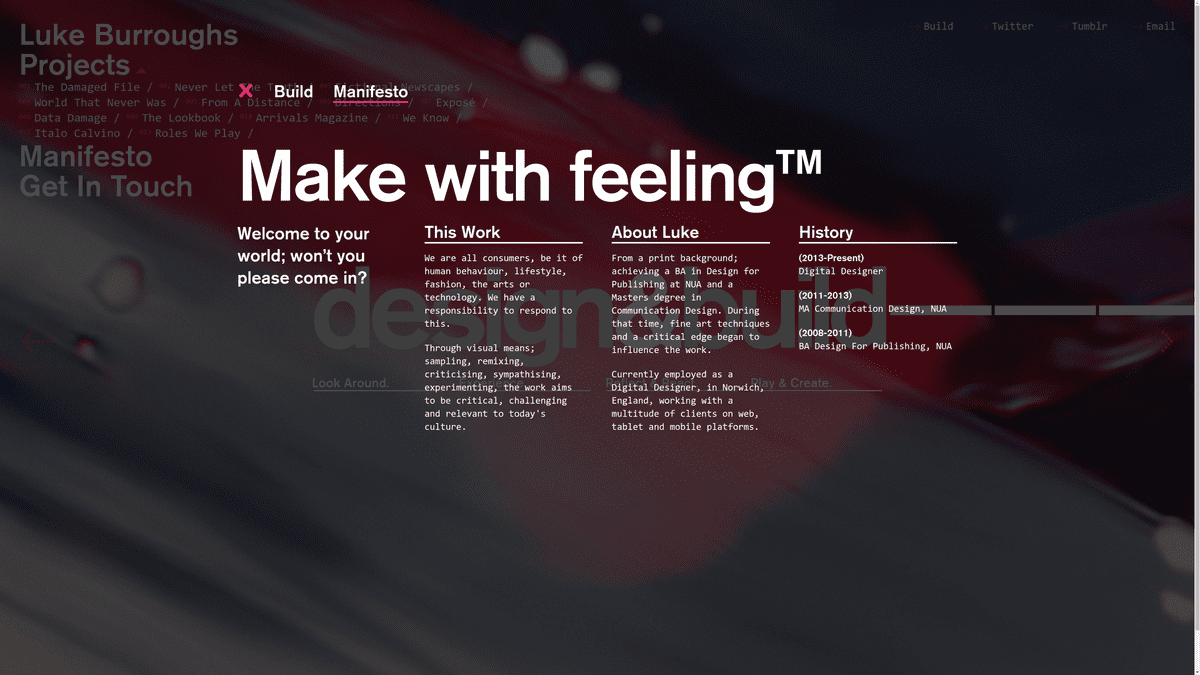 Luke Burroughs
Projects
The Damaged File / Never Let The
Newscapes /
World That Never Was / From A Distance / Directions / Exposé /
Data Damage / The Lookbook / Arrivals Magazine / We Know /
Italo Calvino / Roles We Play /
Manifesto
Get In Touch
Build Twitter Tumblr Email
Build Manifesto
Make with feeling™
Welcome to your
world; won't you
please come in?
This Work
We are all consumers, be it of
human behaviour, lifestyle,
fashion, the arts or
technology. We have a
responsibility to respond to
this.
Through visual means;
sampling, remixing,
criticising, sympathising,
experimenting, the work aims
to be critical, challenging
and relevant to today's
culture.
About Luke
From a print background;
achieving a BA in Design for
Publishing at NUA and a
Masters degree in
Communication Design. During
that time, fine art techniques
and a critical edge began to
influence the work.
Currently employed as a
Digital Designer, in Norwich,
England, working with a
multitude of clients on web,
tablet and mobile platforms.
History
(2013-Present)
Digital Designer
(2011-2013)
MA Communication Design, NUA
(2008-2011)
BA Design For Publishing, NUA
design&build
Look Around.
Play & Create.